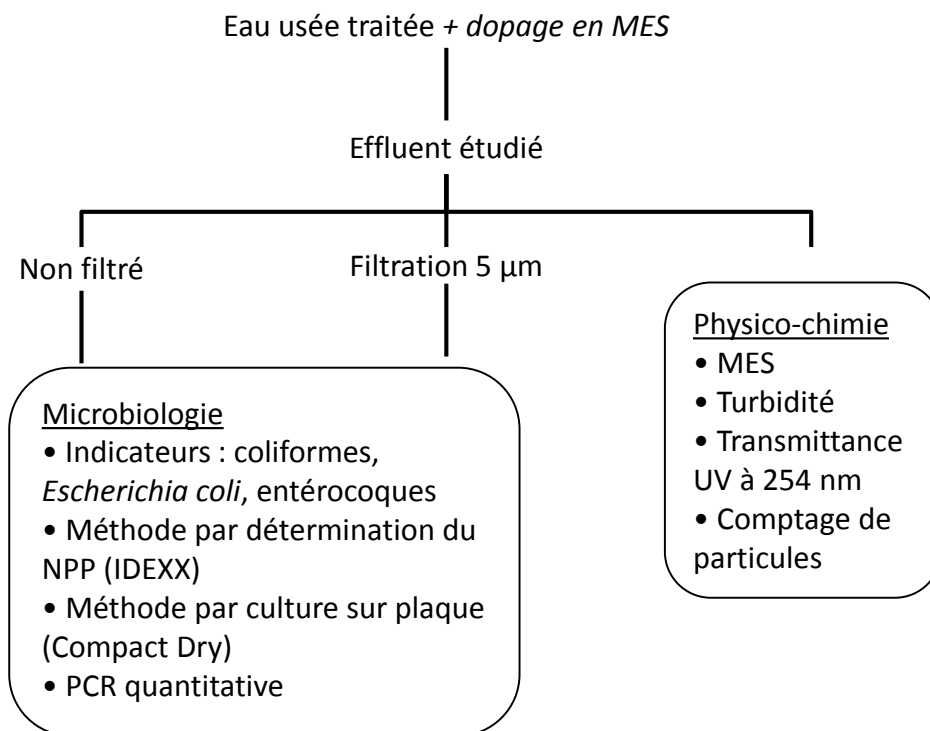 Eau usée traitée + dopage en MES
Effluent étudié
Non filtré
Filtration 5 µm
Microbiologie
• Indicateurs : coliformes,
Escherichia coli, entérocoques
• Méthode par détermination du
NPP (IDEXX)
• Méthode par culture sur plaque
(Compact Dry)
• PCR quantitative
Physico-chimie
• MES
• Turbidité
• Transmittance
UV à 254 nm
• Comptage de
particules